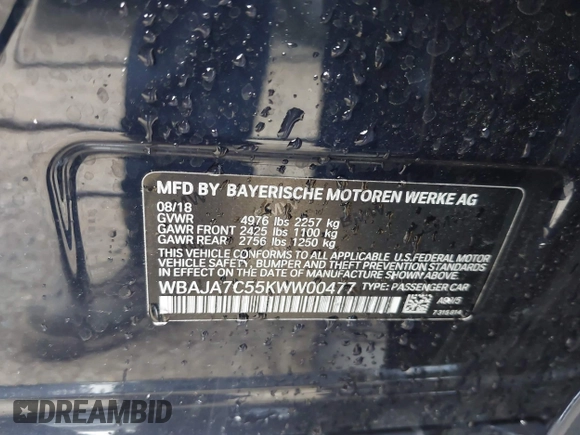 MFD BY BAYERISCHE MOTOREN WERKE AG
08/18
GVWR 4976 lbs 2257 kg
GAWR FRONT 2425 lbs 1100 kg
GAWR REAR 2756 lbs 1250 kg
THIS VEHICLE CONFORMS TO ALL APPLICABLE U.S. FEDERAL MOTOR
VEHICLE SAFETY, BUMPER AND THEFT PREVENTION STANDARDS
IN EFFECT ON THE DATE OF MANUFACTURE SHOWN ABOVE.
WBAJA7C55KWW00477 TYPE: PASSENGER CAR
DREAMBID